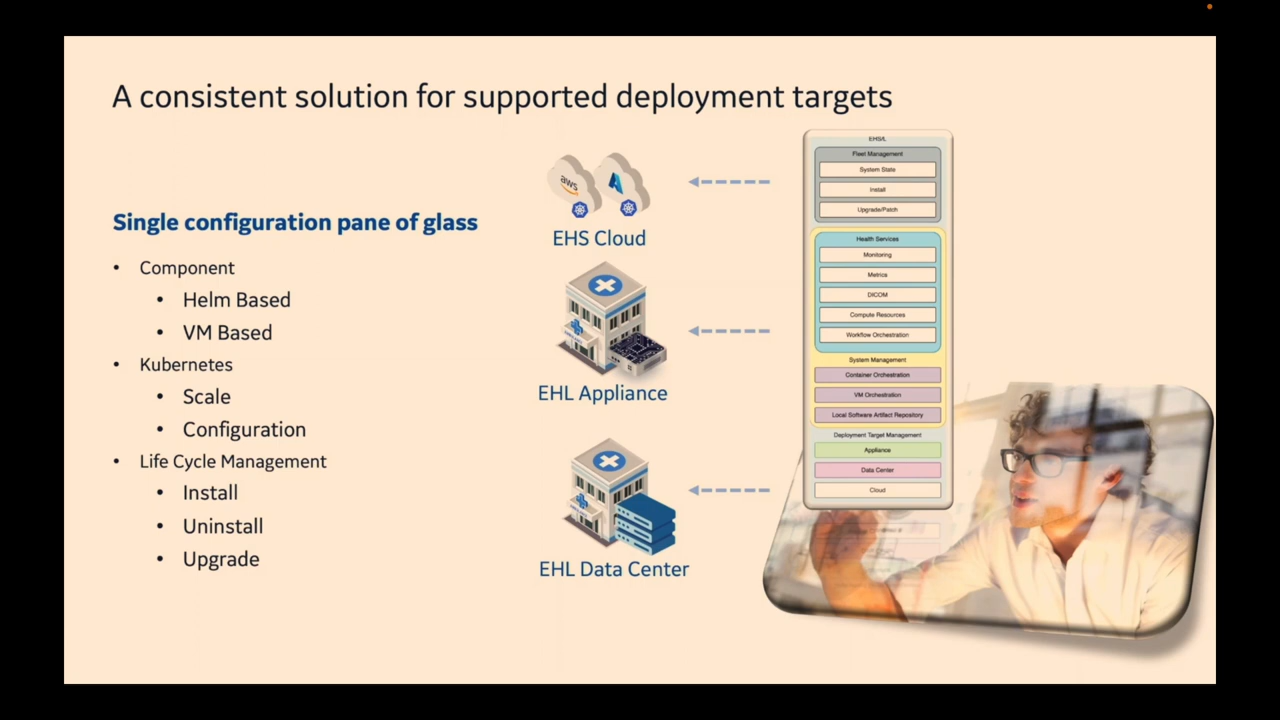 A consistent solution for supported deployment targets
Single configuration pane of glass
• Component
• Helm Based
• VM Based
• Kubernetes
• Scale
• Configuration
• Life Cycle Management
• Install
• Uninstall
• Upgrade
aws
EHS Cloud
EHL Appliance
EHL Data Center
EHS/L
Fleet Management
System State
Install
Upgrade/Patch
Health Services
Monitoring
Metrics
DICOM
Compute Resources
Workflow Orchestration
System Management
Container Orchestration
VM Orchestration
Local Software Artifact Repository
Deployment Target Management
Appliance
Data Center
Cloud